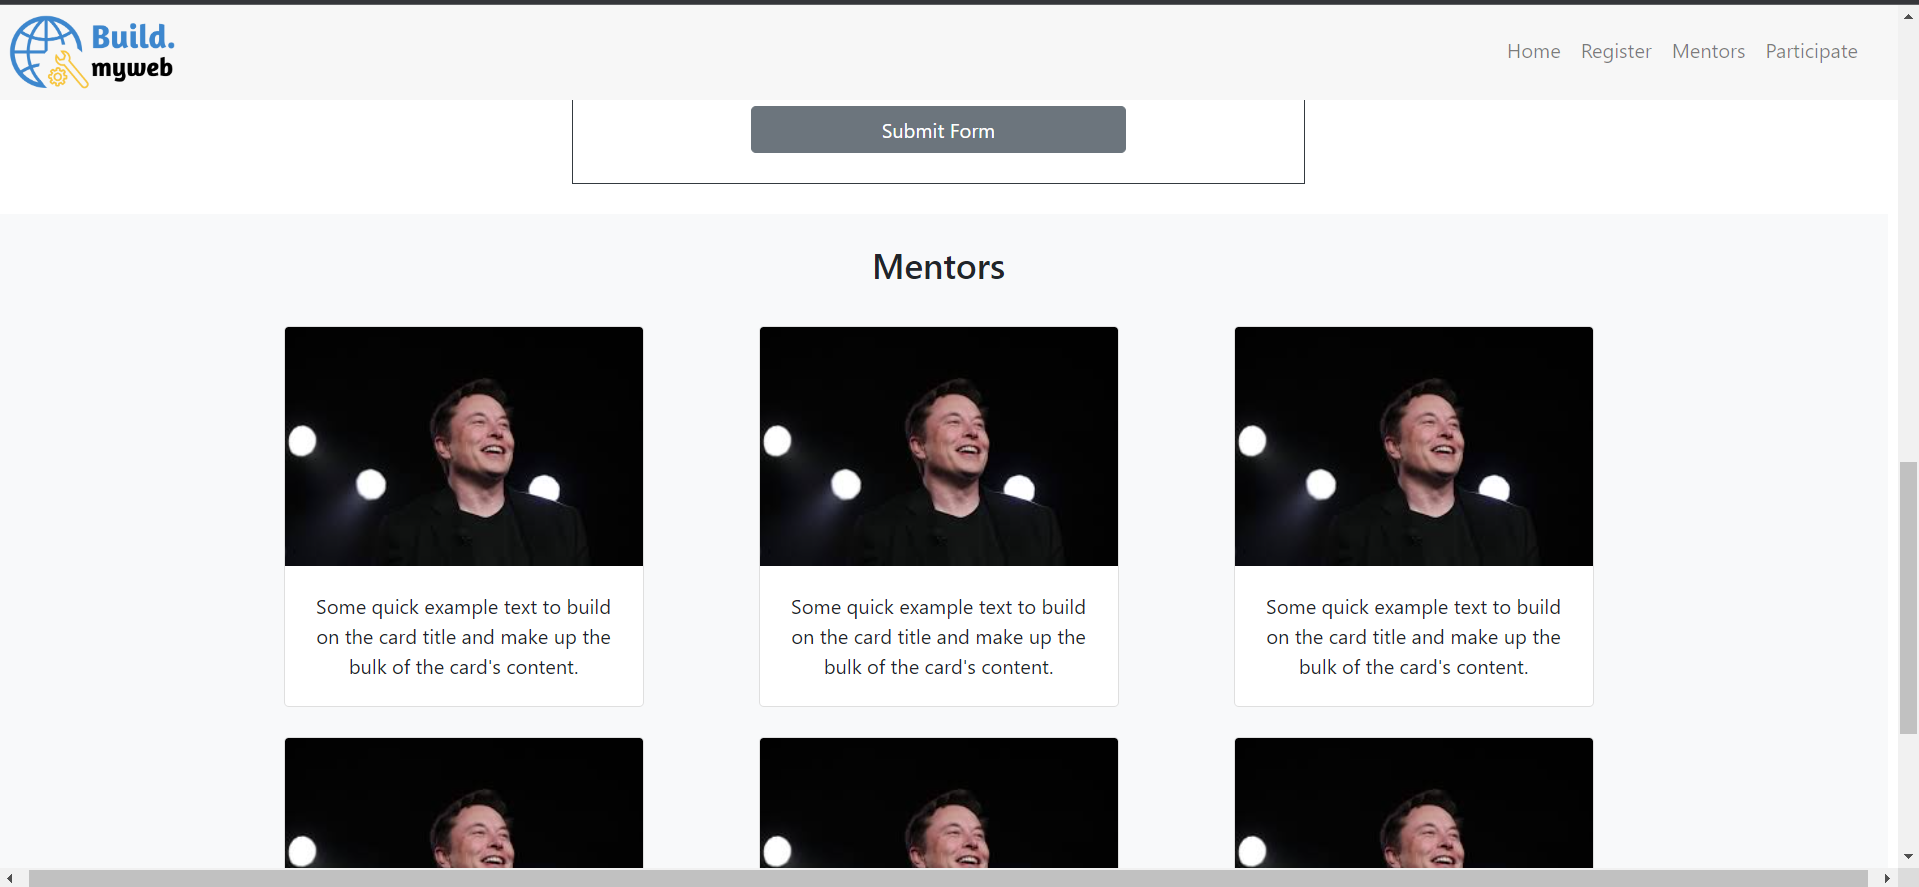 Build.
myweb
Home Register Mentors Participate
Submit Form
Mentors
Some quick example text to build
on the card title and make up the
bulk of the card's content.
Some quick example text to build
on the card title and make up the
bulk of the card's content.
Some quick example text to build
on the card title and make up the
bulk of the card's content.